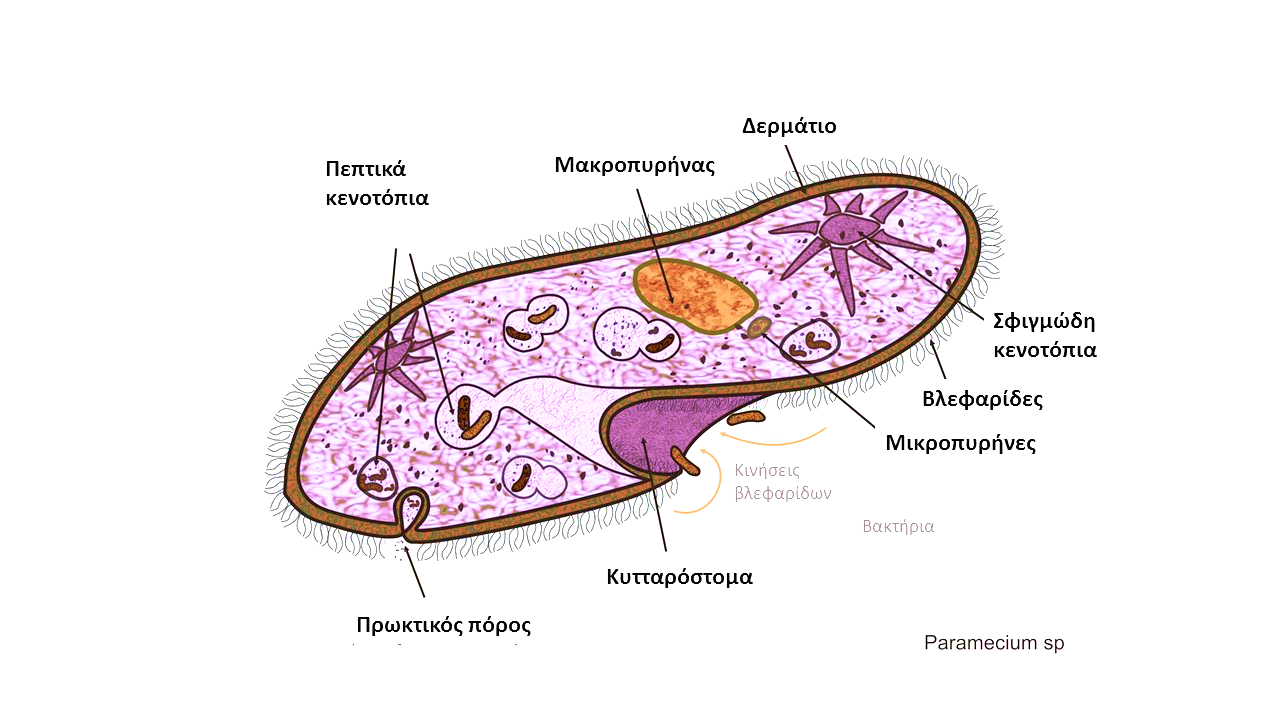 Δερμάτιο
Μακροπυρήνας
Πεπτικά
κενοτόπια
Σφιγμώδη
κενοτόπια
Βλεφαρίδες
Μικροπυρήνες
Κινήσεις
βλεφαρίδων
Βακτήρια
Κυτταρόστομα
Πρωκτικός πόρος
Paramecium sp